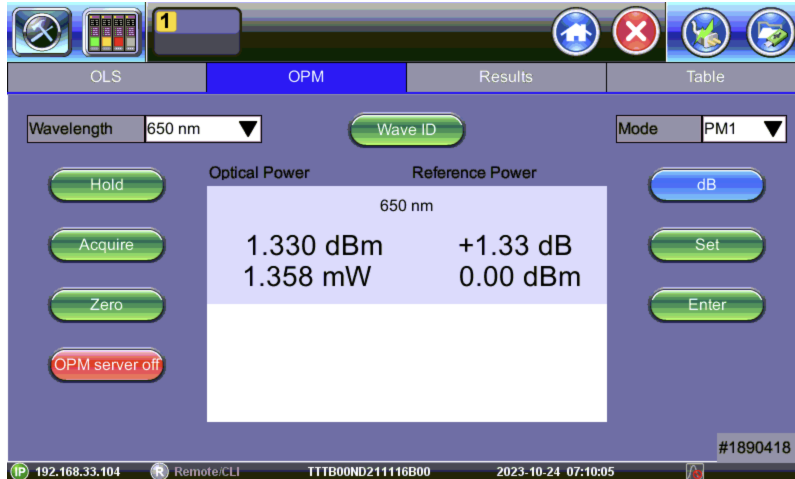 1
OLS OPM Results Table
Wavelength 650 nm Wave ID Mode PM1
Optical Power Reference Power
Hold dB
650 nm
Acquire 1.330 dBm +1.33 dB Set
1.358 mW 0.00 dBm
Zero Enter
OPM server off
#1890418
IP 192.168.33.104 R Remote/CLI TTTB00ND211116B00 2023-10-24 07:10:05